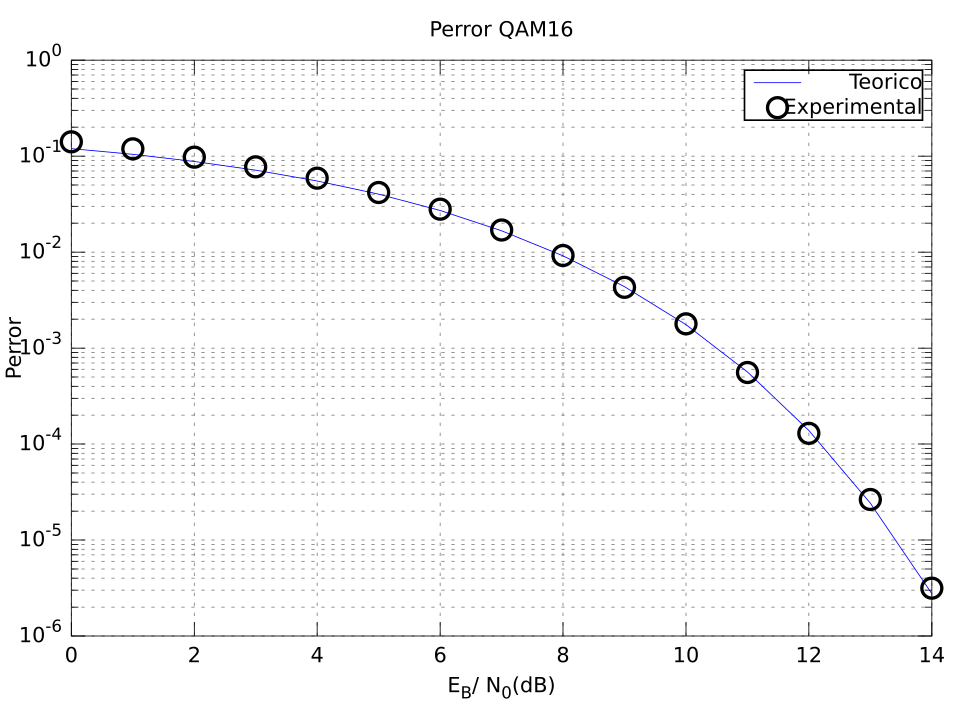 Perror QAM16
Teorico
Experimental
10^0
10^-1
10^-2
10^-3
10^-4
10^-5
10^-6
Perror
0 2 4 6 8 10 12 14
E_B/ N_0(dB)